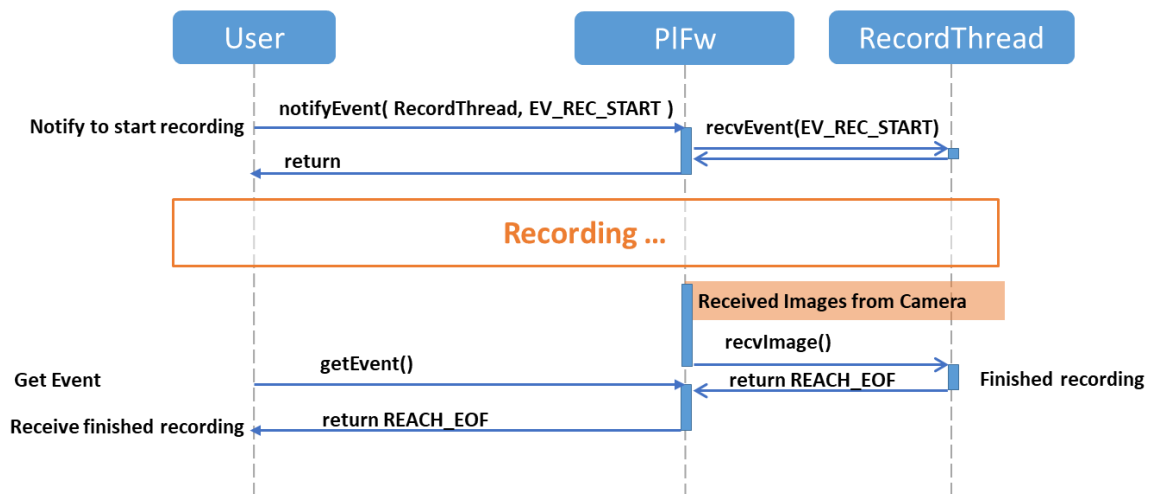 User
PlFw
RecordThread
notifyEvent( RecordThread, EV_REC_START )
Notify to start recording
recvEvent(EV_REC_START)
return
Recording ...
Received Images from Camera
recvImage()
getEvent()
Get Event
return REACH_EOF
Finished recording
return REACH_EOF
Receive finished recording